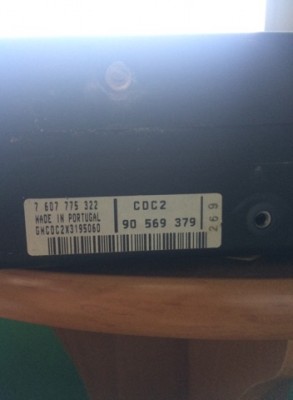 7 607 775 322
MADE IN PORTUGAL
GMCDC2X3195060
CDC2
90 569 379
269